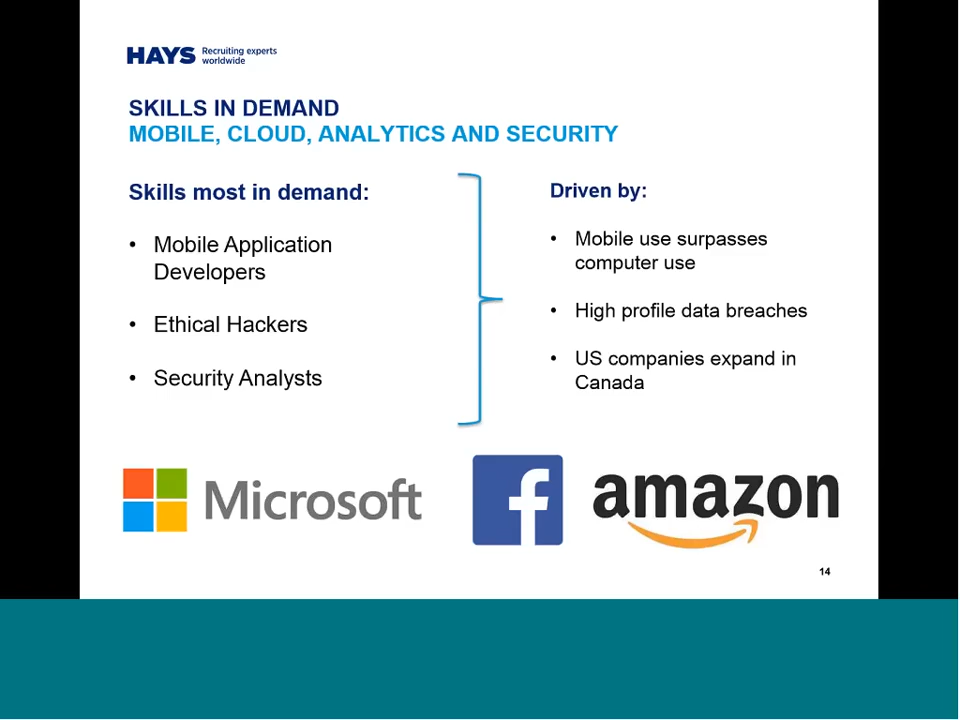 HAYS Recruiting experts
worldwide
SKILLS IN DEMAND
MOBILE, CLOUD, ANALYTICS AND SECURITY
Skills most in demand:
• Mobile Application
Developers
• Ethical Hackers
• Security Analysts
Driven by:
• Mobile use surpasses
computer use
• High profile data breaches
• US companies expand in
Canada
Microsoft
f
amazon
14